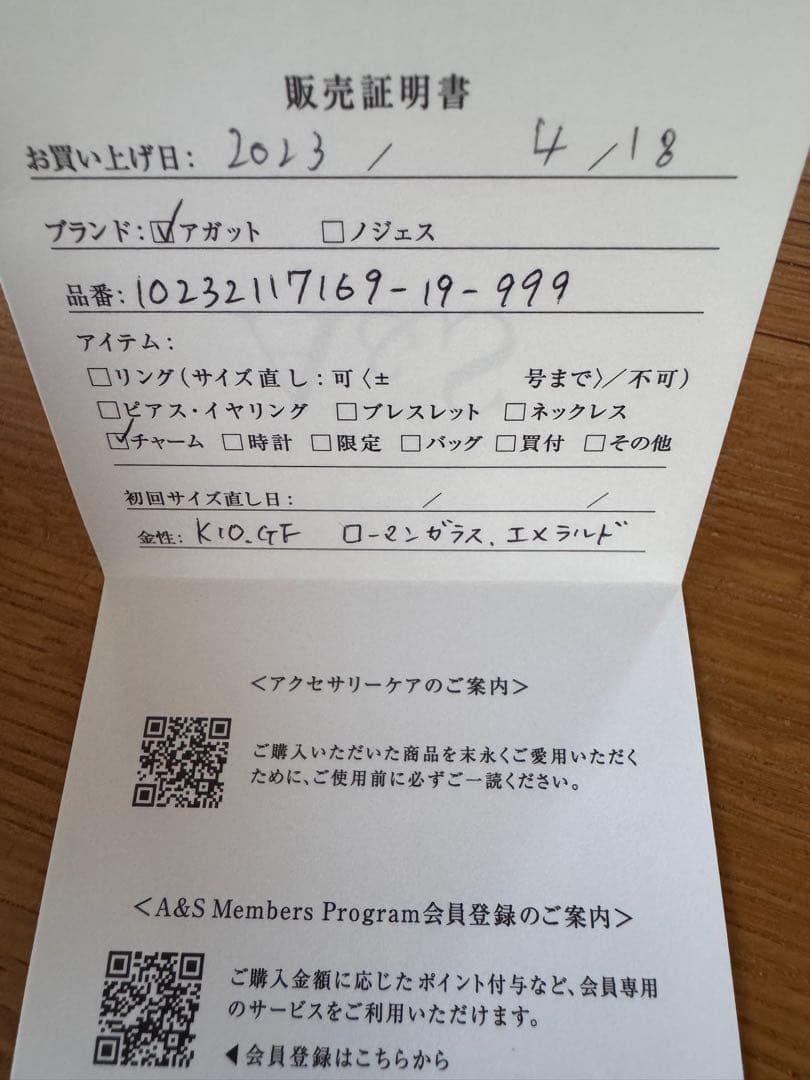 販売証明書
お買い上げ日: 2023 / 4 / 18
ブランド: ☑アガット □ノジェス
品番: 10232117169-19-999
アイテム:
□リング(サイズ直し:可〈± 号まで〉/不可)
□ピアス・イヤリング □ブレスレット □ネックレス
☑チャーム □時計 □限定 □バッグ □買付 □その他
初回サイズ直し日: / /
金性: K10.GF ローマンガラス、エメラルド
<アクセサリーケアのご案内>
ご購入いただいた商品を末永くご愛用いただく
ために、ご使用前に必ずご一読ください。
<A&S Members Program会員登録のご案内>
ご購入金額に応じたポイント付与など、会員専用
のサービスをご利用いただけます。
◀会員登録はこちらから